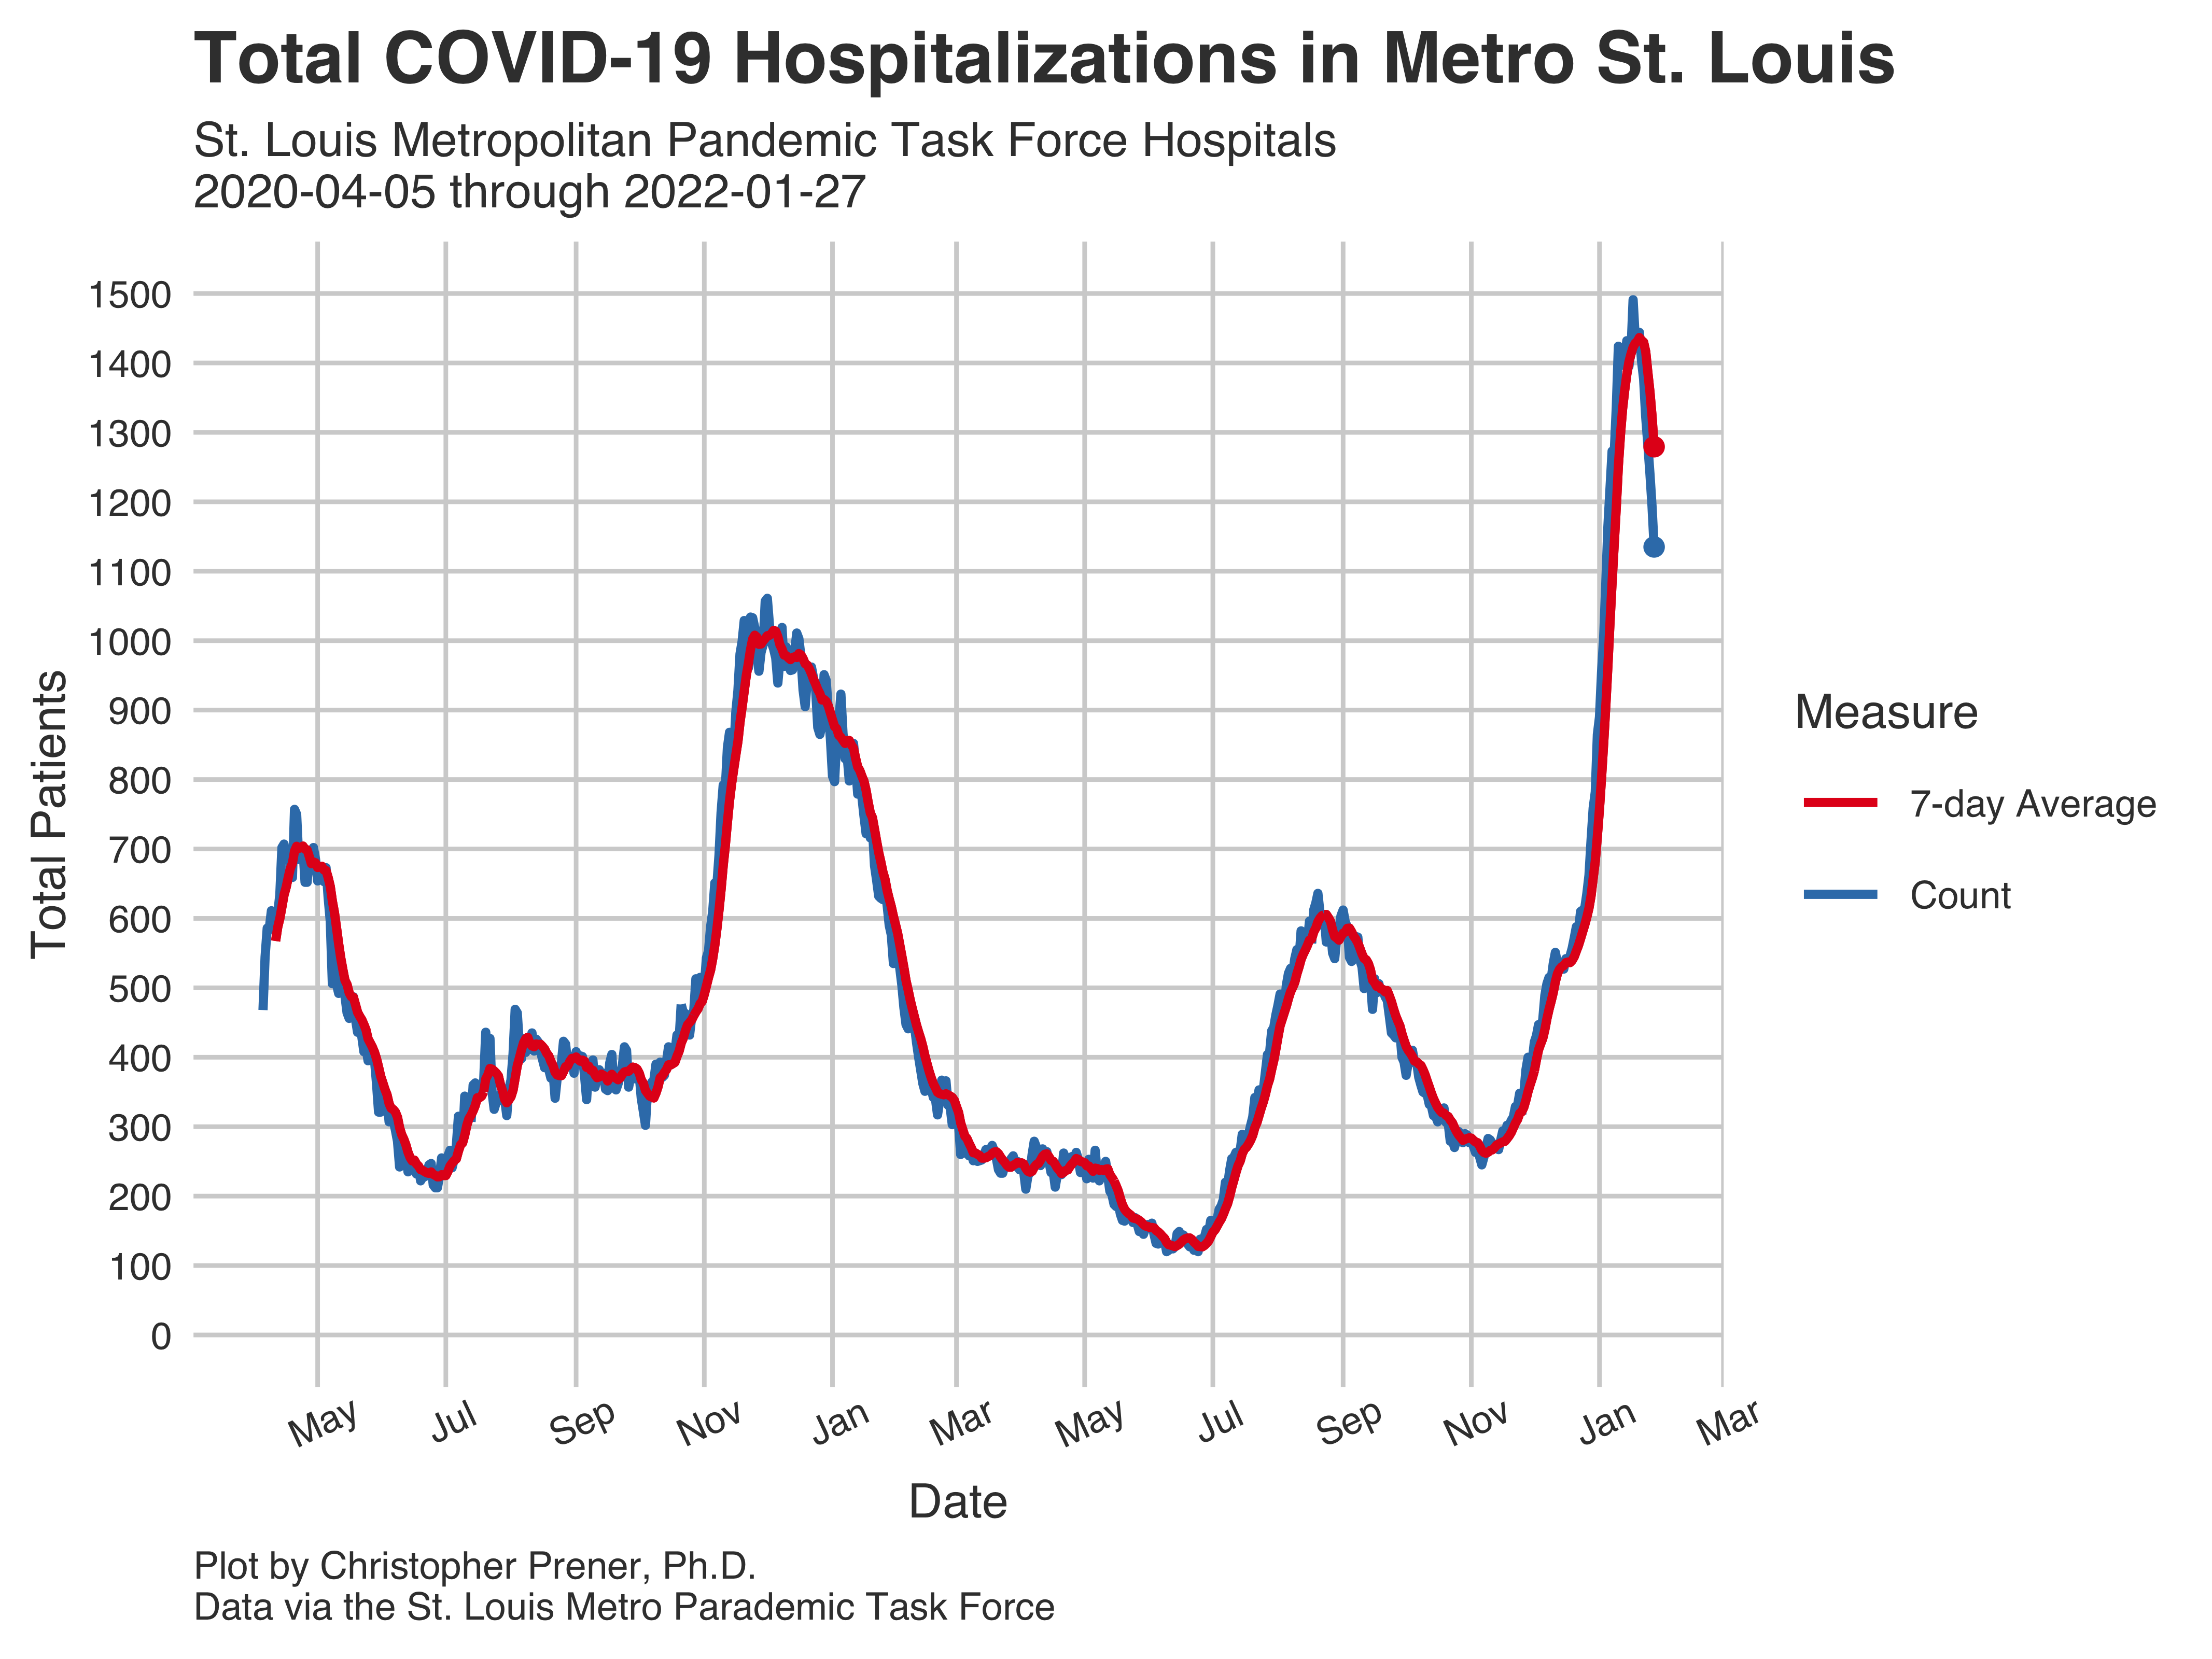 Total COVID-19 Hospitalizations in Metro St. Louis
St. Louis Metropolitan Pandemic Task Force Hospitals
2020-04-05 through 2022-01-27
1500
1400
1300
1200
1100
1000
900
800
700
600
500
400
300
200
100
0
Total Patients
May
Jul
Sep
Nov
Jan
Mar
May
Jul
Sep
Nov
Jan
Mar
Date
Measure
7-day Average
Count
Plot by Christopher Prener, Ph.D.
Data via the St. Louis Metro Parademic Task Force